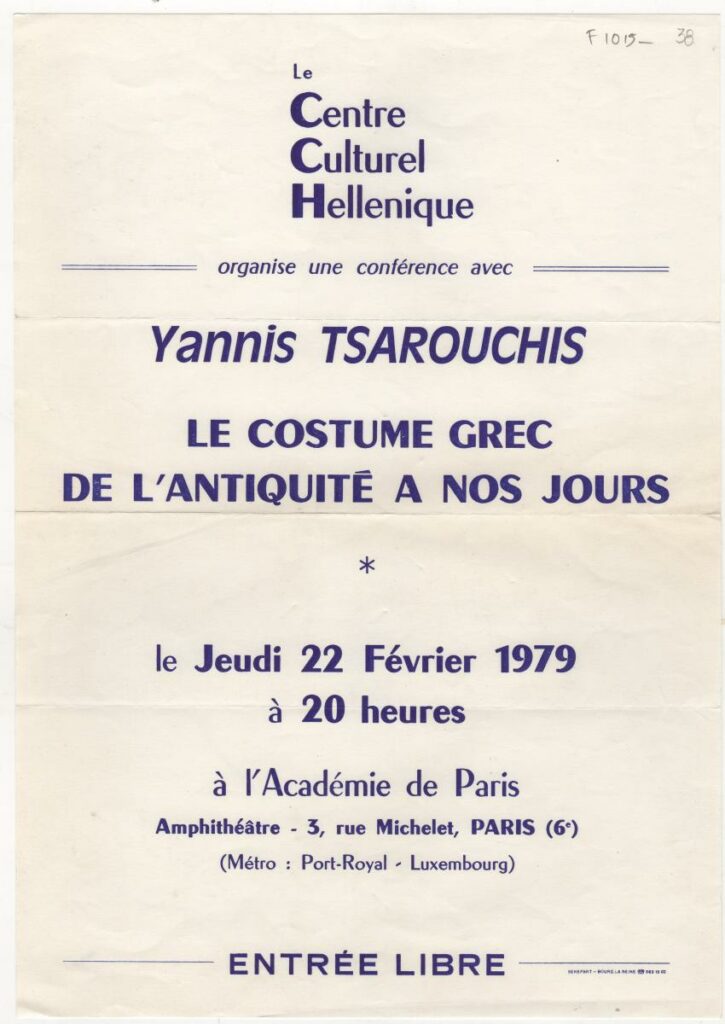 F 1015_ 38
Le
Centre
Culturel
Hellenique
organise une conférence avec
Yannis TSAROUCHIS
LE COSTUME GREC
DE L'ANTIQUITÉ A NOS JOURS
*
le Jeudi 22 Février 1979
à 20 heures
à l'Académie de Paris
Amphithéâtre - 3, rue Michelet, PARIS (6e)
(Métro : Port-Royal - Luxembourg)
ENTRÉE LIBRE